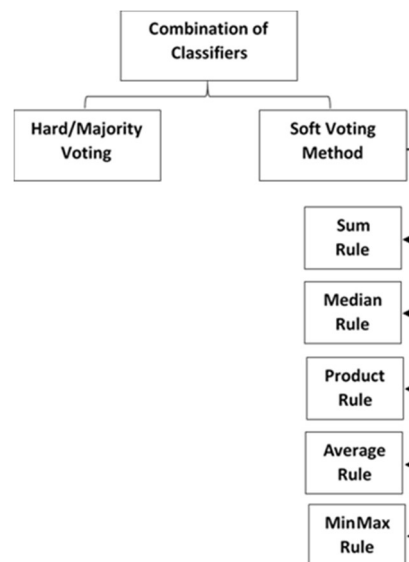 Combination of
Classifiers
Hard/Majority
Voting
Soft Voting
Method
Sum
Rule
Median
Rule
Product
Rule
Average
Rule
MinMax
Rule